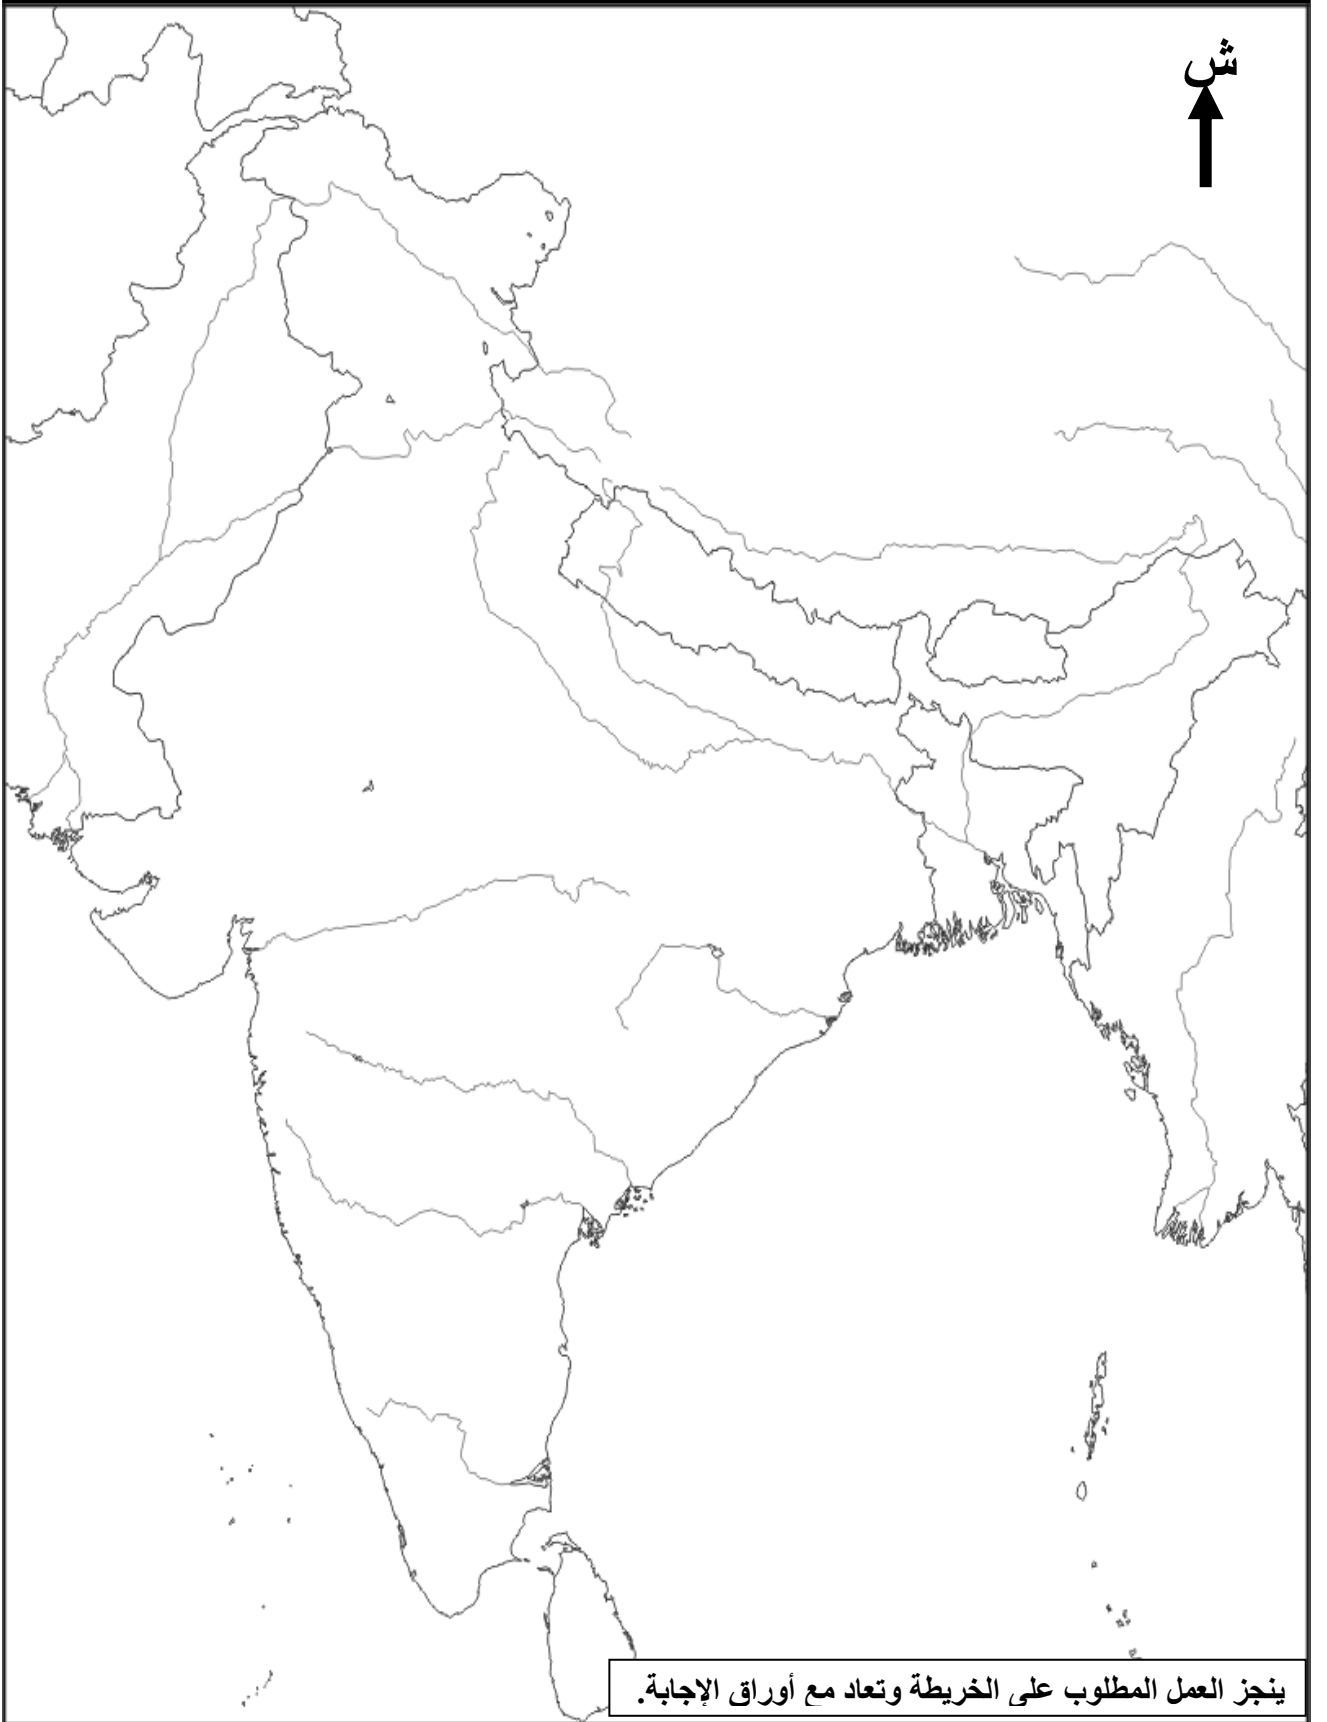 ش
ينجز العمل المطلوب على الخريطة وتعاد مع أوراق الإجابة.